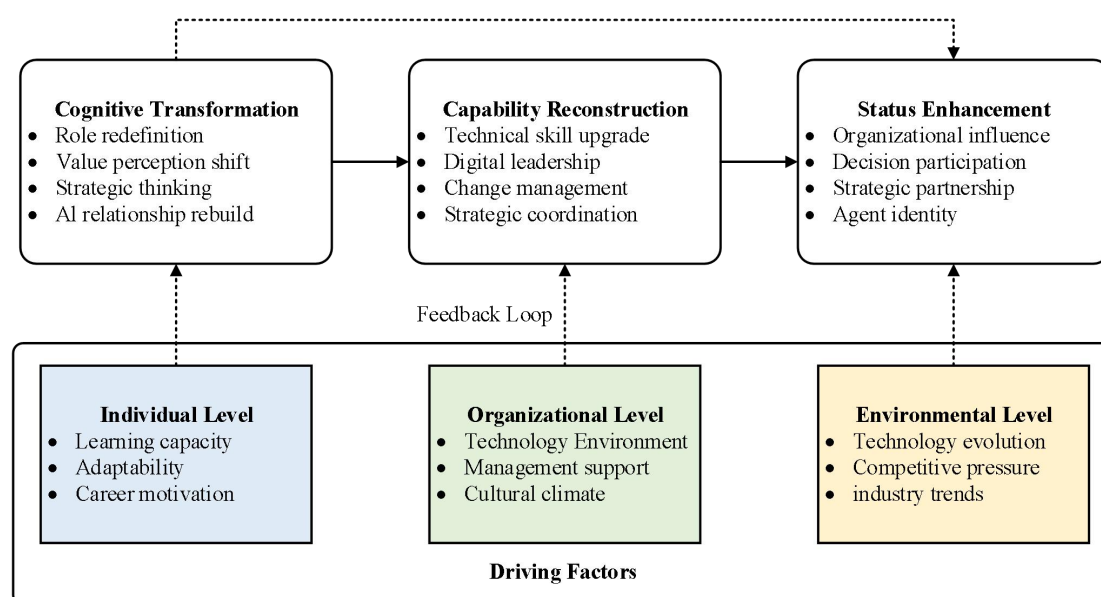 Cognitive Transformation
• Role redefinition
• Value perception shift
• Strategic thinking
• AI relationship rebuild
Capability Reconstruction
• Technical skill upgrade
• Digital leadership
• Change management
• Strategic coordination
Status Enhancement
• Organizational influence
• Decision participation
• Strategic partnership
• Agent identity
Feedback Loop
Individual Level
• Learning capacity
• Adaptability
• Career motivation
Organizational Level
• Technology Environment
• Management support
• Cultural climate
Environmental Level
• Technology evolution
• Competitive pressure
• industry trends
Driving Factors